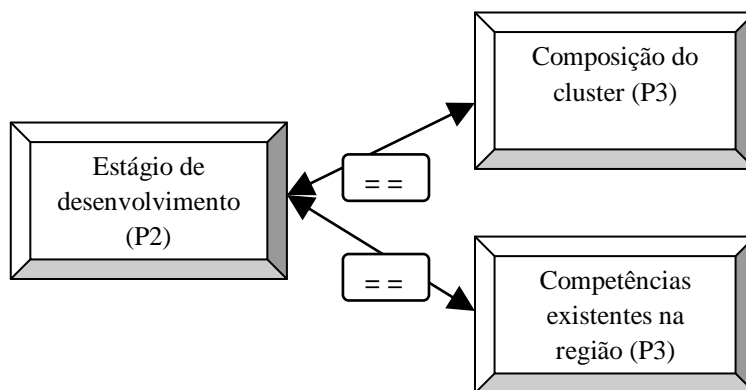 Composição do
cluster (P3)
Estágio de
desenvolvimento
(P2)
= =
= =
Competências
existentes na
região (P3)